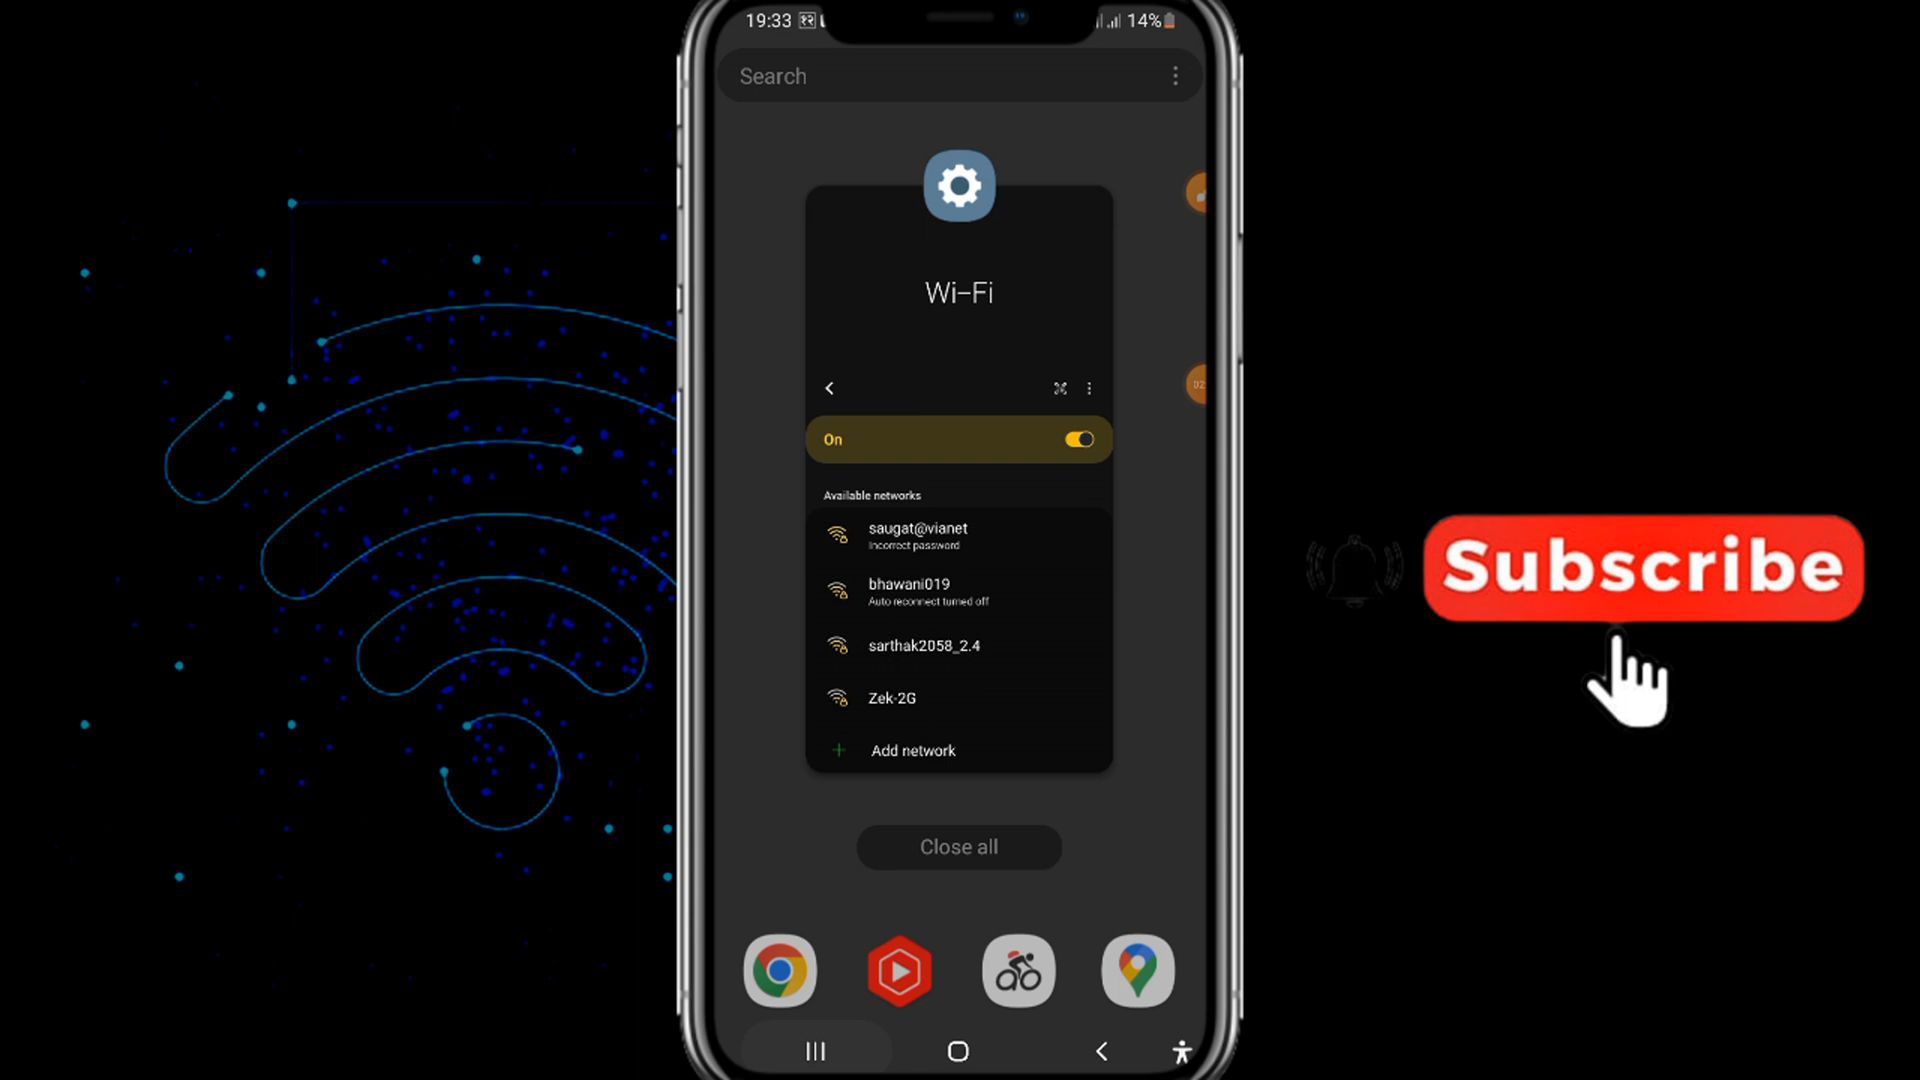 19:33
14%
Search
Wi-Fi
On
Available networks
saugat@vianet
Incorrect password
bhawani019
Auto reconnect turned off
sarthak2058_2.4
Zek-2G
+ Add network
Close all
02
Subscribe